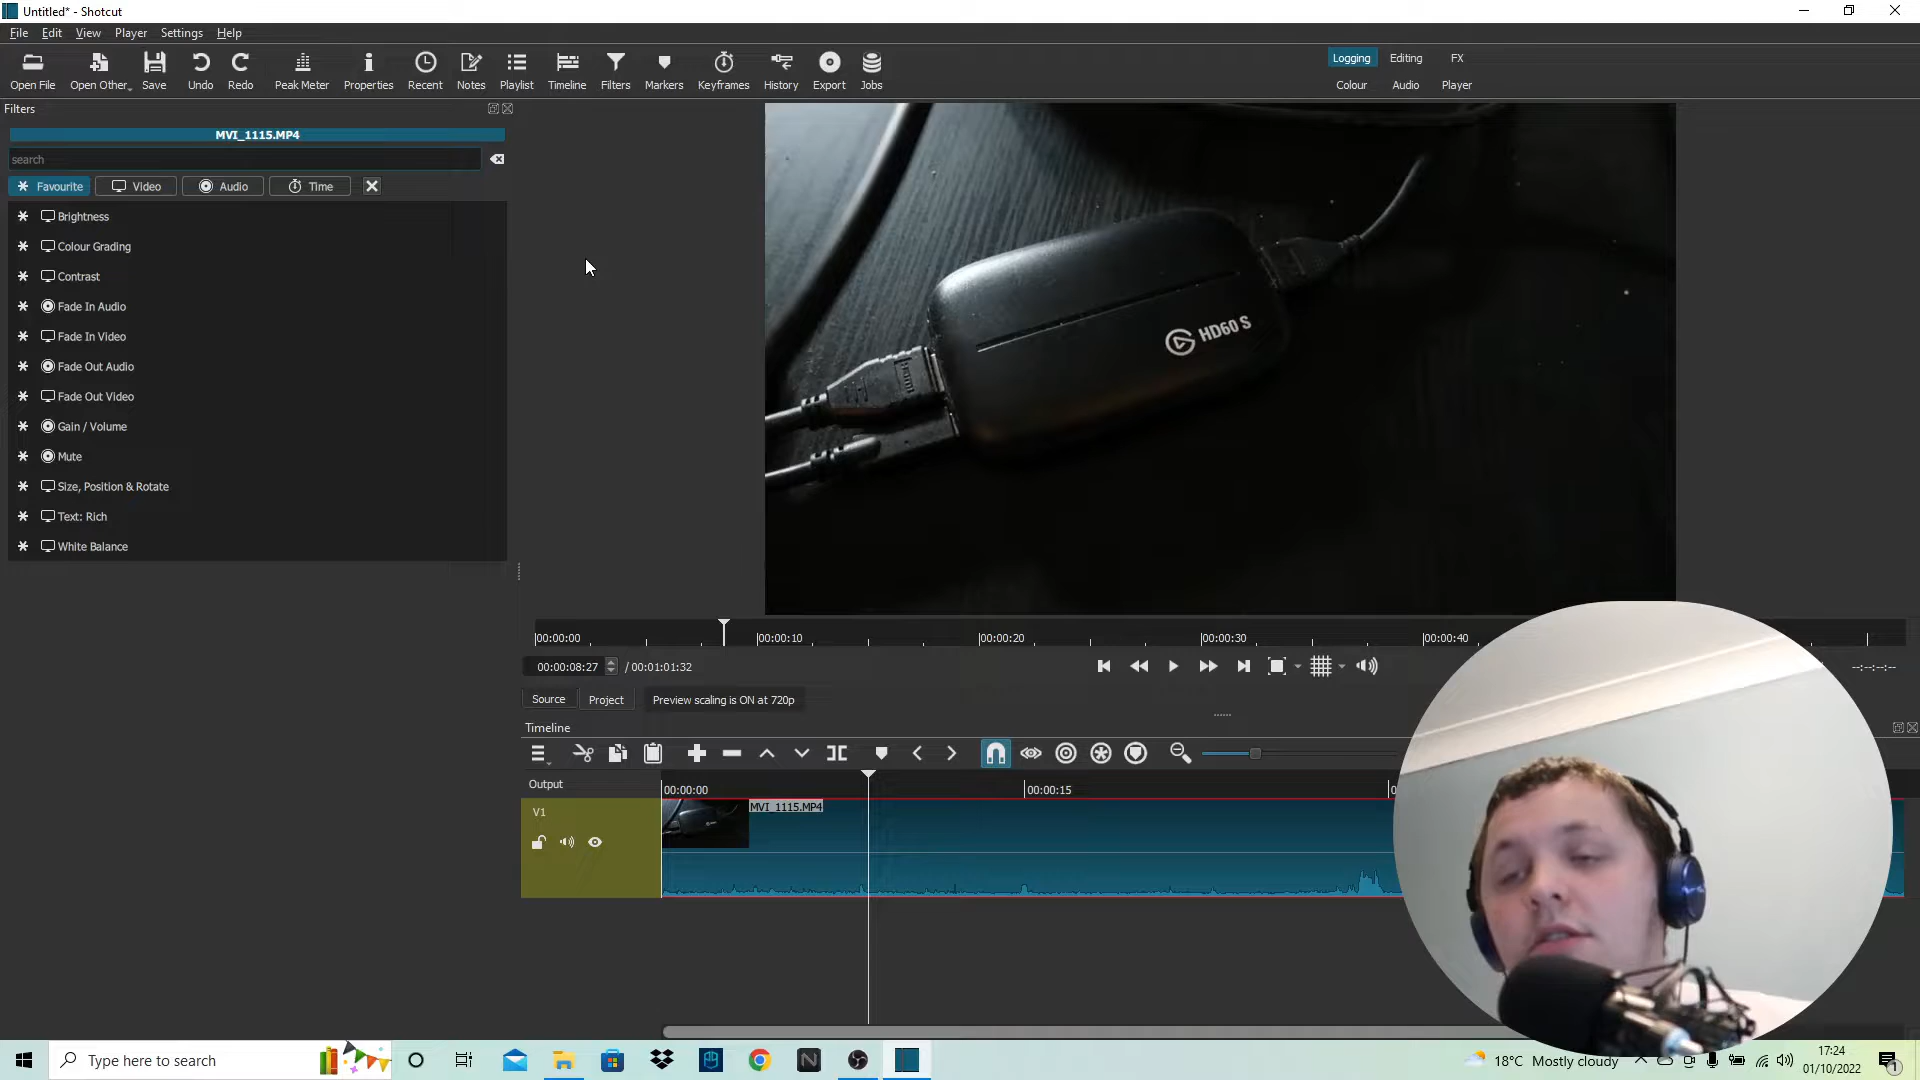 Untitled* - Shotcut
File Edit View Player Settings Help
Open File Open Other Save Undo Redo Peak Meter Properties Recent Notes Playlist Timeline Filters Markers Keyframes History Export Jobs
Logging Editing FX
Colour Audio Player
Filters
MVI_1115.MP4
search
Favourite Video Audio Time
Brightness
Colour Grading
Contrast
Fade In Audio
Fade In Video
Fade Out Audio
Fade Out Video
Gain / Volume
Mute
Size, Position & Rotate
Text: Rich
White Balance
HD60 S
00:00:00 00:00:10 00:00:20 00:00:30 00:00:40
00:00:08:27 / 00:01:01:32 --:--:--:--
Source Project Preview scaling is ON at 720p
Timeline
Output 00:00:00 00:00:15
V1 MVI_1115.MP4
Type here to search
18°C Mostly cloudy
17:24
01/10/2022
1